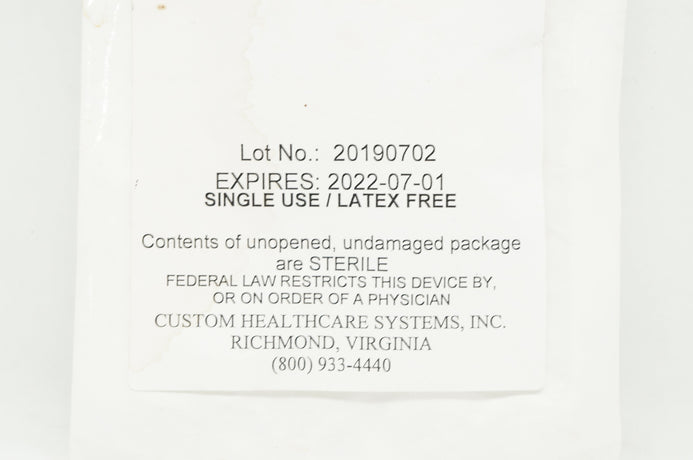 Lot No.: 20190702
EXPIRES: 2022-07-01
SINGLE USE / LATEX FREE
Contents of unopened, undamaged package
are STERILE
FEDERAL LAW RESTRICTS THIS DEVICE BY,
OR ON ORDER OF A PHYSICIAN
CUSTOM HEALTHCARE SYSTEMS, INC.
RICHMOND, VIRGINIA
(800) 933-4440